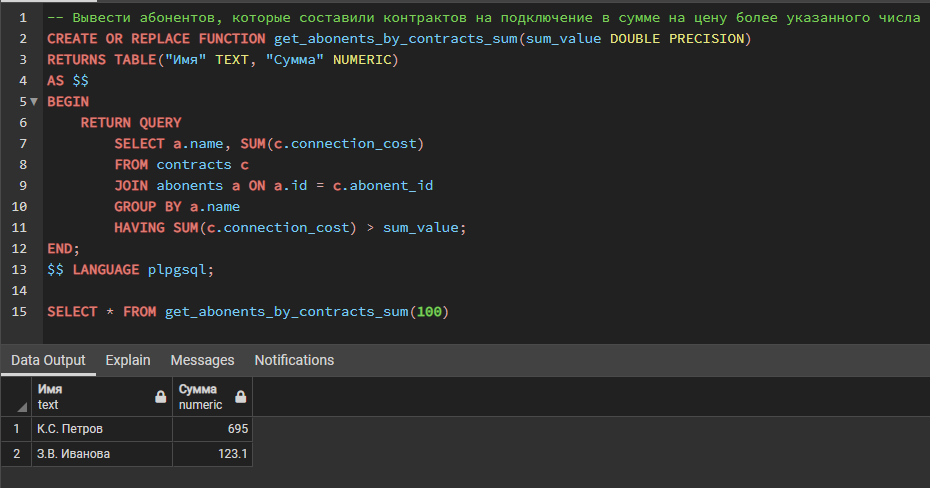 1 -- Вывести абонентов, которые составили контрактов на подключение в сумме на цену более указанного числа
2 CREATE OR REPLACE FUNCTION get_abonents_by_contracts_sum(sum_value DOUBLE PRECISION)
3 RETURNS TABLE("Имя" TEXT, "Сумма" NUMERIC)
4 AS $$
5 BEGIN
6 RETURN QUERY
7 SELECT a.name, SUM(c.connection_cost)
8 FROM contracts c
9 JOIN abonents a ON a.id = c.abonent_id
10 GROUP BY a.name
11 HAVING SUM(c.connection_cost) > sum_value;
12 END;
13 $$ LANGUAGE plpgsql;
14
15 SELECT * FROM get_abonents_by_contracts_sum(100)
Data Output Explain Messages Notifications
Имя Сумма
text numeric
1 К.С. Петров 695
2 З.В. Иванова 123.1